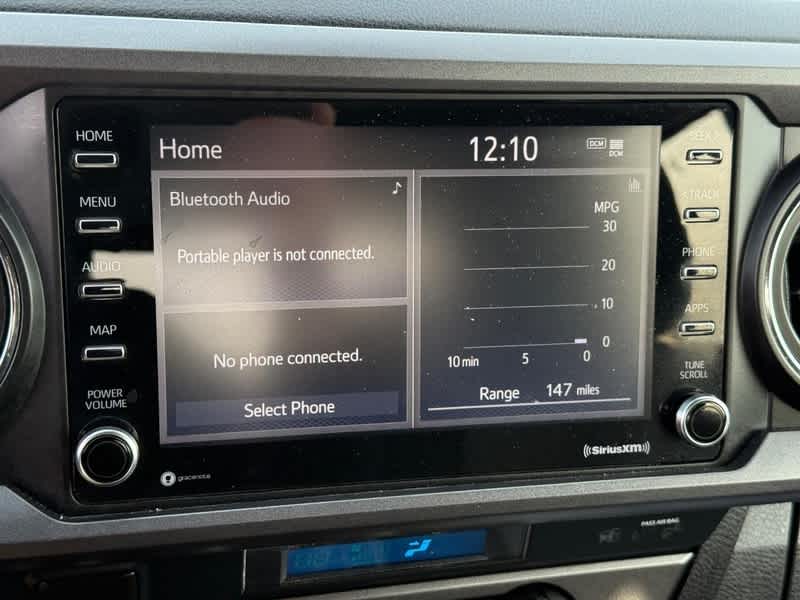 HOME
MENU
AUDIO
MAP
POWER
VOLUME
Home
12:10
DCM
DCM
Bluetooth Audio
Portable player is not connected.
No phone connected.
Select Phone
MPG
30
20
10
0
10 min 5 0
Range 147 miles
SEEK >
< TRACK
PHONE
APPS
TUNE
SCROLL
gracenote
((SiriusXM))
PASS AIR BAG